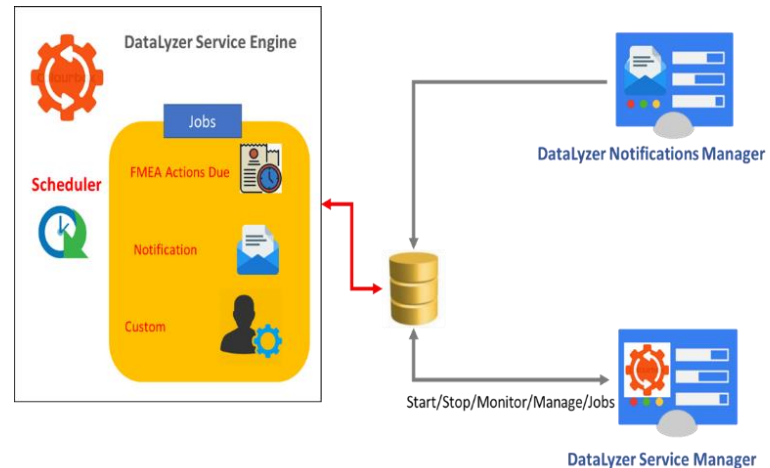 DataLyzer Service Engine
Jobs
FMEA Actions Due
Scheduler
Notification
Custom
DataLyzer Notifications Manager
Start/Stop/Monitor/Manage/Jobs
DataLyzer Service Manager